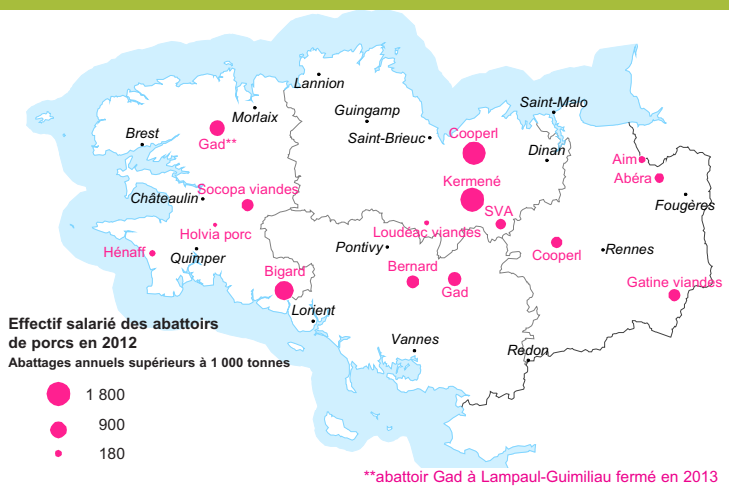 Lannion
Saint-Malo
Guingamp
Morlaix
Brest
Saint-Brieuc
Cooperl
Gad**
Dinan
Aim
Abéra
Kermené
Socopa viandes
Châteaulin
Fougères
SVA
Holvia porc
Loudéac viandes
Hénaff
Quimper
Pontivy
Cooperl
Rennes
Bigard
Bernard
Gad
Gatine viandes
Lorient
Vannes
Redon
Effectif salarié des abattoirs
de porcs en 2012
Abattages annuels supérieurs à 1 000 tonnes
1 800
900
180
**abattoir Gad à Lampaul-Guimiliau fermé en 2013